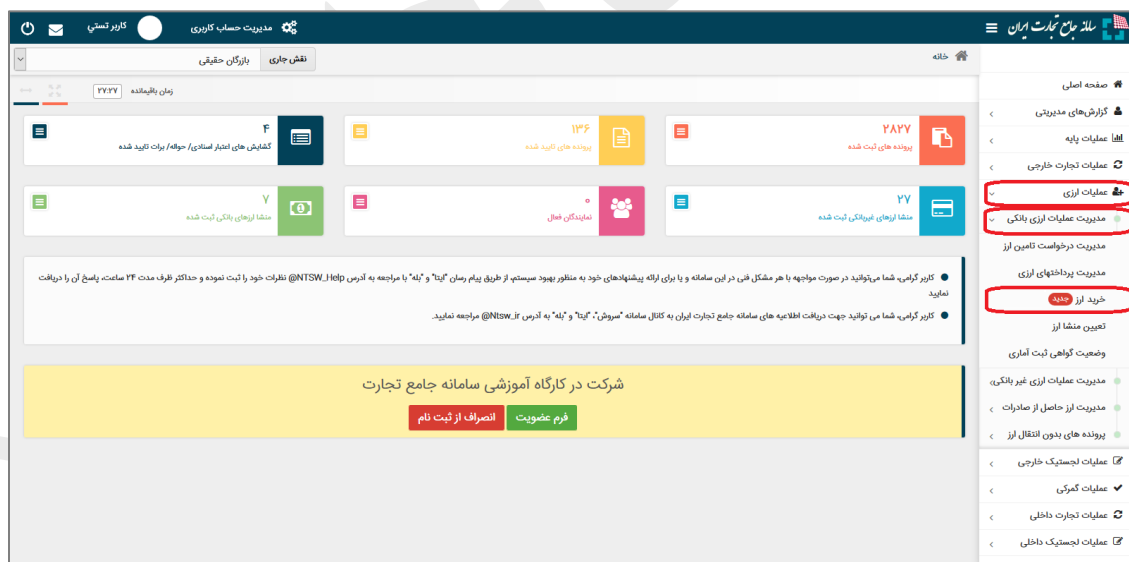 سامانه جامع تجارت ایران
مدیریت حساب کاربری
کاربر تستي
خانه
نقش جاری
بازرگان حقیقی
زمان باقیمانده ۲۷:۲۷
صفحه اصلی
گزارش‌های مدیریتی
عملیات پایه
عملیات تجارت خارجی
عملیات ارزی
مدیریت عملیات ارزی بانکی
مدیریت درخواست تامین ارز
مدیریت پرداختهای ارزی
خرید ارز جدید
تعیین منشا ارز
وضعیت گواهی ثبت آماری
مدیریت عملیات ارزی غیر بانکی
مدیریت ارز حاصل از صادرات
پرونده های بدون انتقال ارز
عملیات لجستیک خارجی
عملیات گمرکی
عملیات تجارت داخلی
عملیات لجستیک داخلی
۲۸۲۷
پرونده های ثبت شده
۱۳۶
پرونده های تایید شده
۴
گشایش های اعتبار اسنادی/ حواله/ برات تایید شده
۲۷
منشا ارزهای غیربانکی ثبت شده
۰
نمایندگان فعال
۷
منشا ارزهای بانکی ثبت شده
کاربر گرامی، شما می‌توانید در صورت مواجهه با هر مشکل فنی در این سامانه و یا برای ارائه پیشنهادهای خود به منظور بهبود سیستم، از طریق پیام رسان "ایتا" و "بله" با مراجعه به آدرس NTSW_Help@ نظرات خود را ثبت نموده و حداکثر ظرف مدت ۲۴ ساعت، پاسخ آن را دریافت
نمایید
کاربر گرامی، شما می توانید جهت دریافت اطلاعیه های سامانه جامع تجارت ایران به کانال سامانه "سروش"، "ایتا" و "بله" به آدرس Ntsw_ir@ مراجعه نمایید.
شرکت در کارگاه آموزشی سامانه جامع تجارت
فرم عضویت
انصراف از ثبت نام